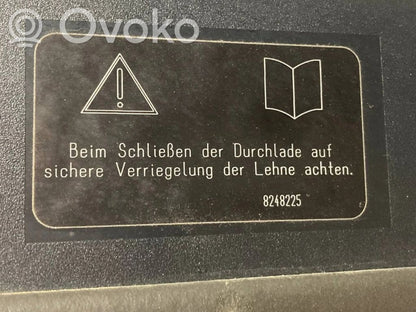 Ovoko
Beim Schließen der Durchlade auf
sichere Verriegelung der Lehne achten.
8248225